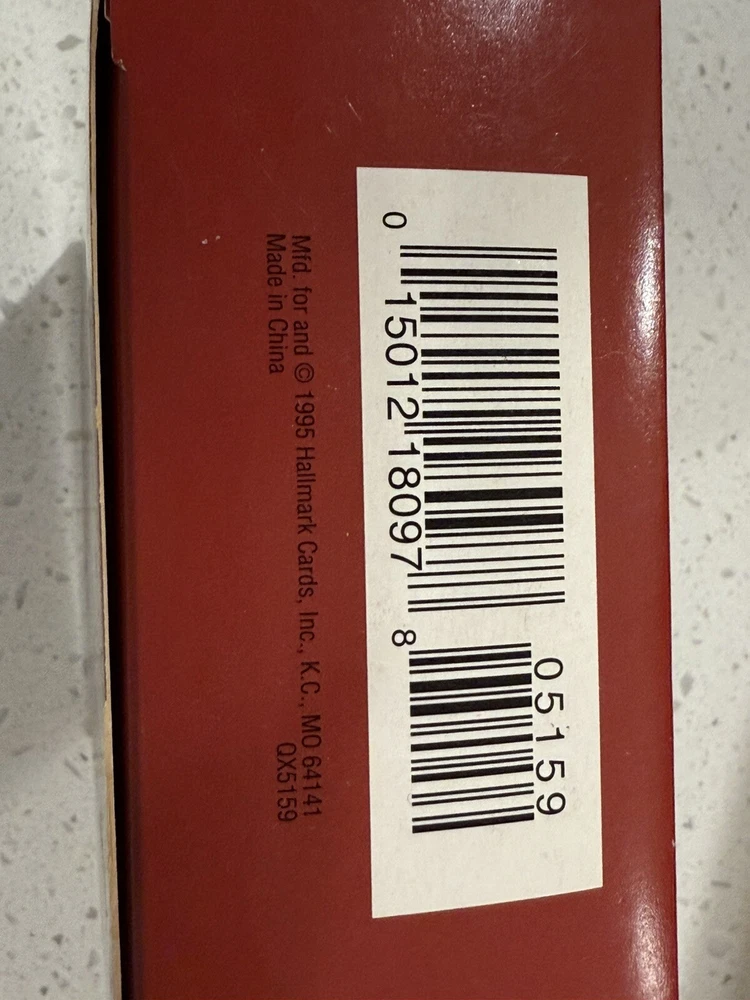 05159
0 15012 18097 8
Mfd. for and © 1995 Hallmark Cards, Inc., K.C., MO 64141
Made in China QX5159